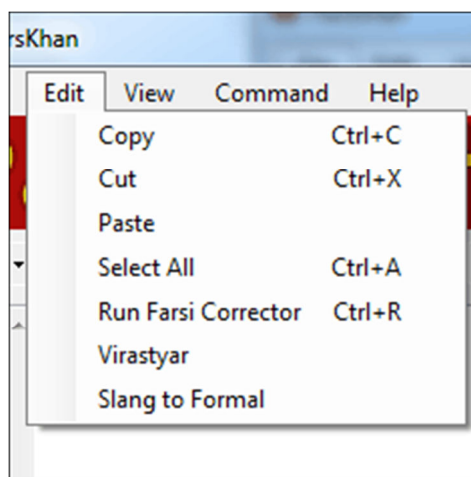 rsKhan
Edit View Command Help
Copy Ctrl+C
Cut Ctrl+X
Paste
Select All Ctrl+A
Run Farsi Corrector Ctrl+R
Virastyar
Slang to Formal